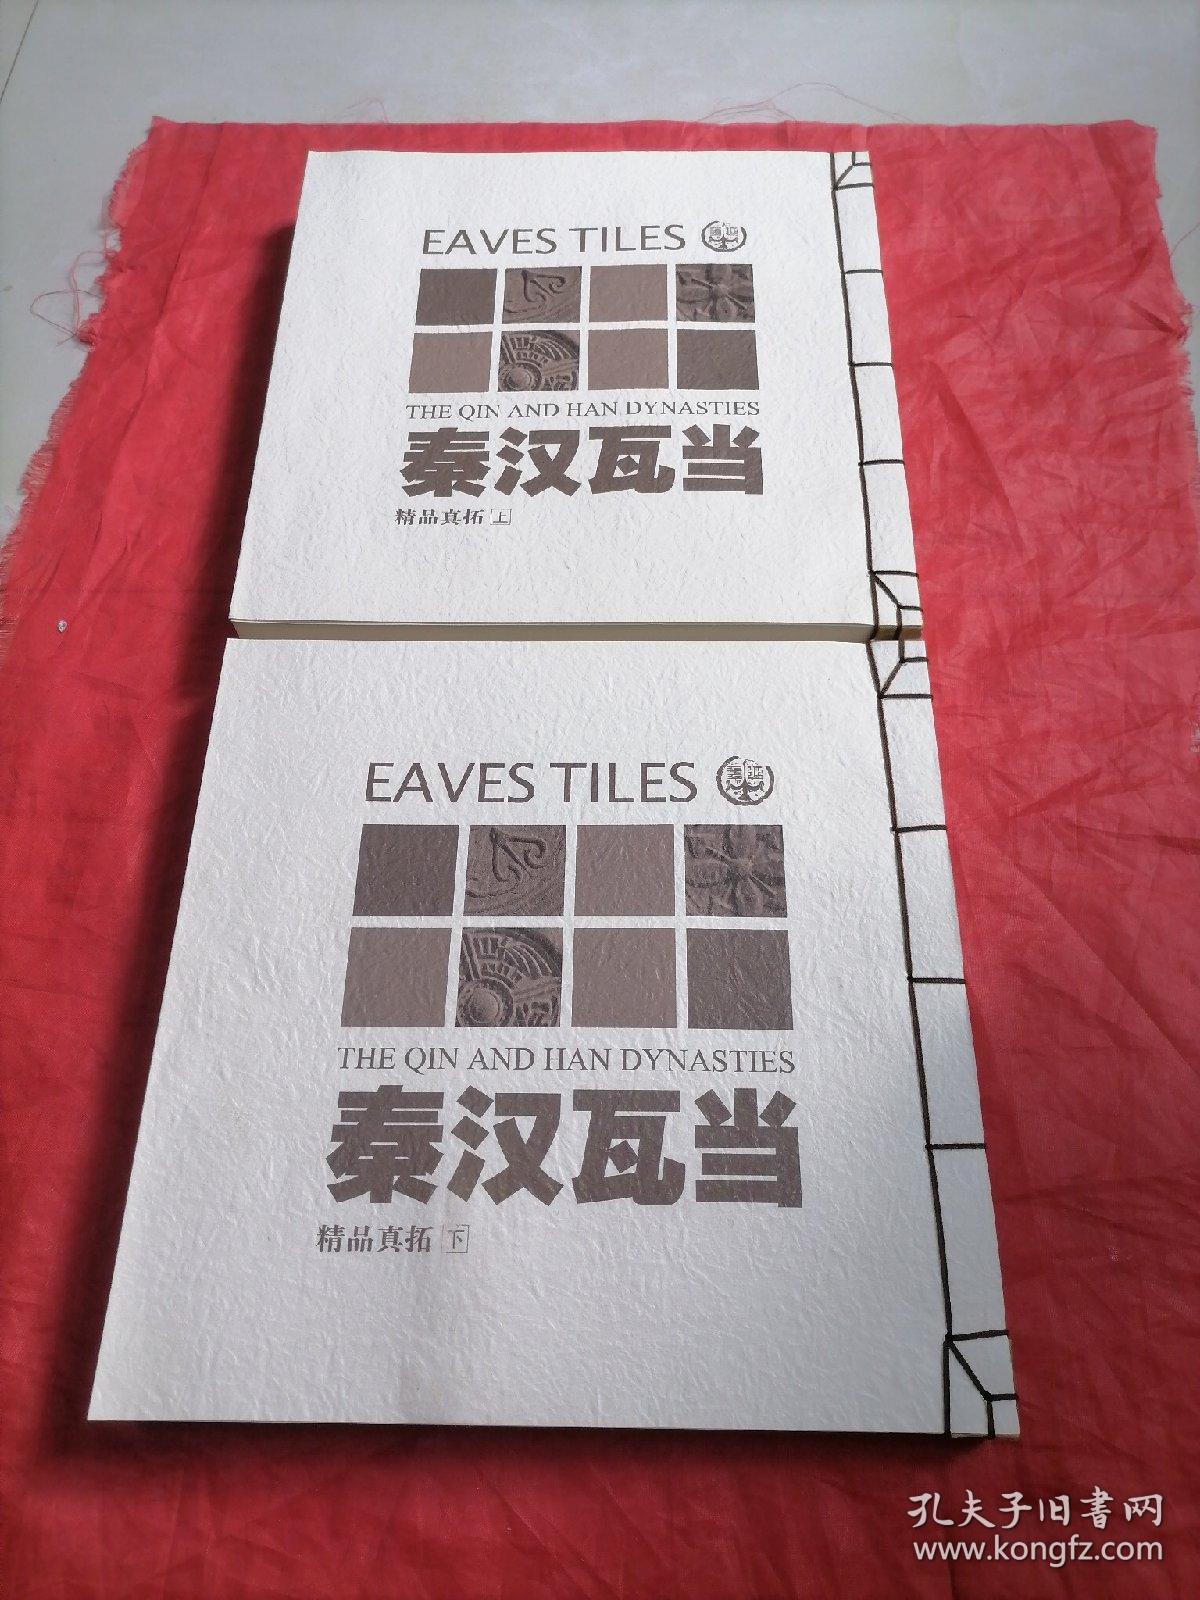 EAVES TILES
THE QIN AND HAN DYNASTIES
秦汉瓦当
精品真拓 上
EAVES TILES
THE QIN AND HAN DYNASTIES
秦汉瓦当
精品真拓 下
孔夫子旧书网
www.kongfz.com